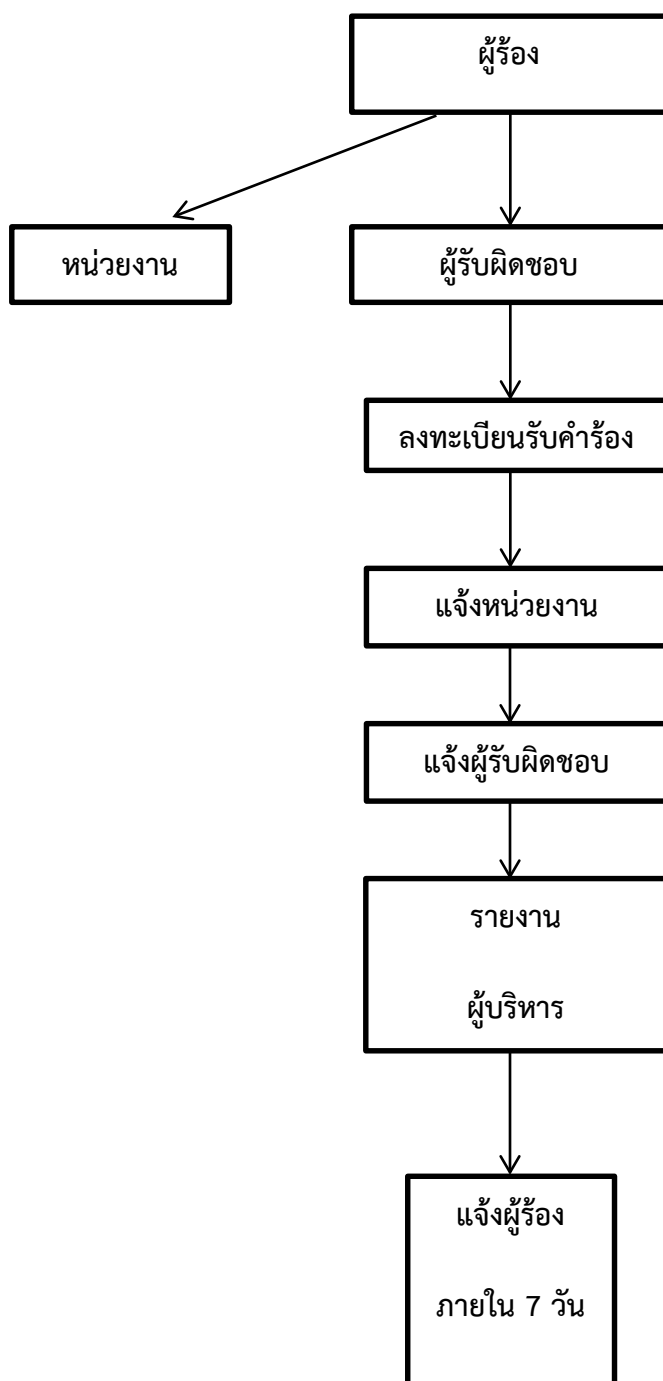 ผู้ร้อง
หน่วยงาน
ผู้รับผิดชอบ
ลงทะเบียนรับคำร้อง
แจ้งหน่วยงาน
แจ้งผู้รับผิดชอบ
รายงาน
ผู้บริหาร
แจ้งผู้ร้อง
ภายใน 7 วัน